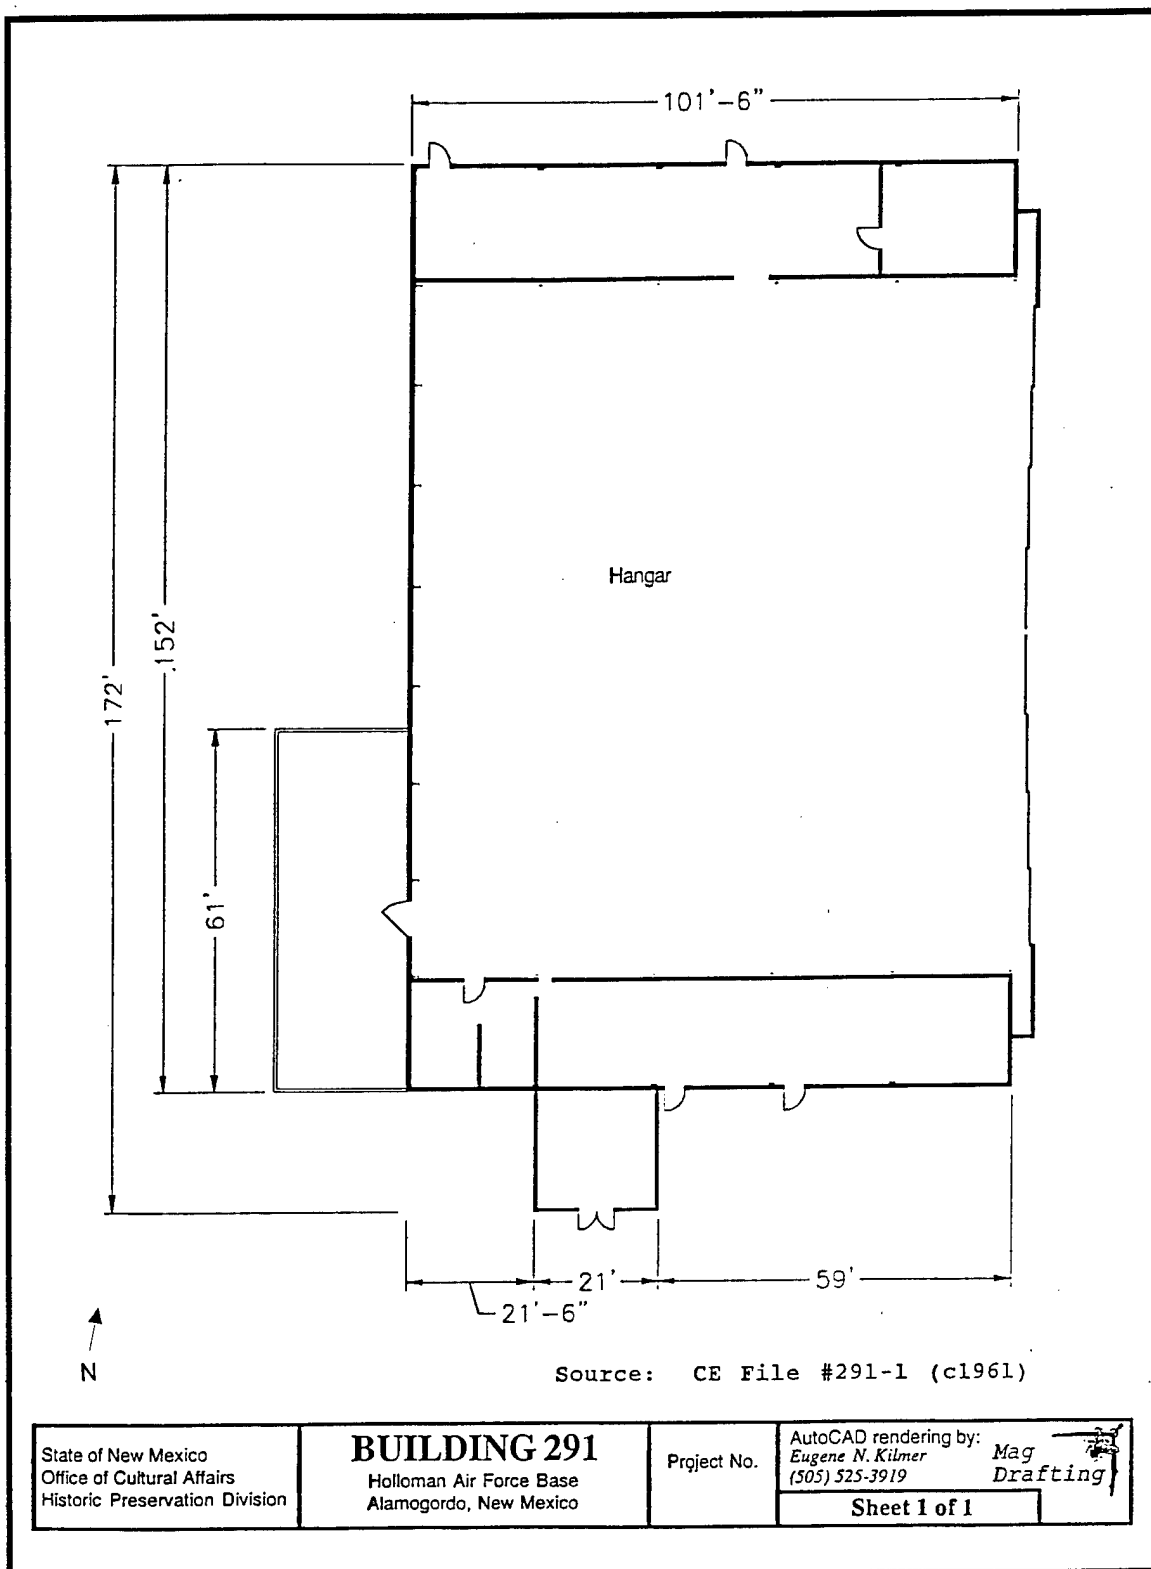 101'-6"
172'
152'
61'
Hangar
21'
59'
21'-6"
N
Source: CE File #291-1 (c1961)
State of New Mexico
Office of Cultural Affairs
Historic Preservation Division
BUILDING 291
Holloman Air Force Base
Alamogordo, New Mexico
Project No.
AutoCAD rendering by:
Eugene N. Kilmer
(505) 525-3919
Mag
Drafting
Sheet 1 of 1